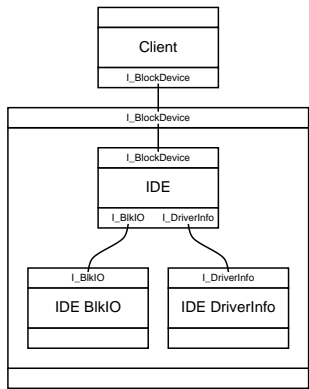 Client
I_BlockDevice
I_BlockDevice
I_BlockDevice
IDE
I_BlkIO I_DriverInfo
I_BlkIO I_DriverInfo
IDE BlkIO IDE DriverInfo